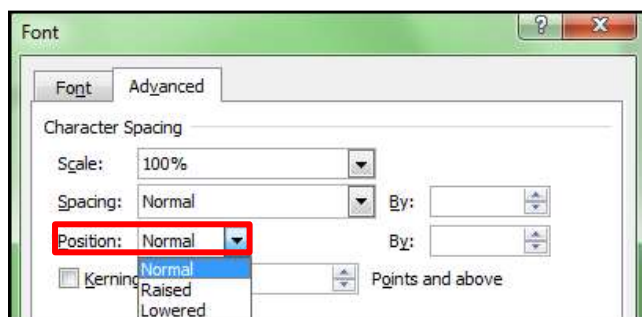 Font
Font Advanced
Character Spacing
Scale: 100%
Spacing: Normal By:
Position: Normal By:
Kerning Points and above
Normal
Raised
Lowered